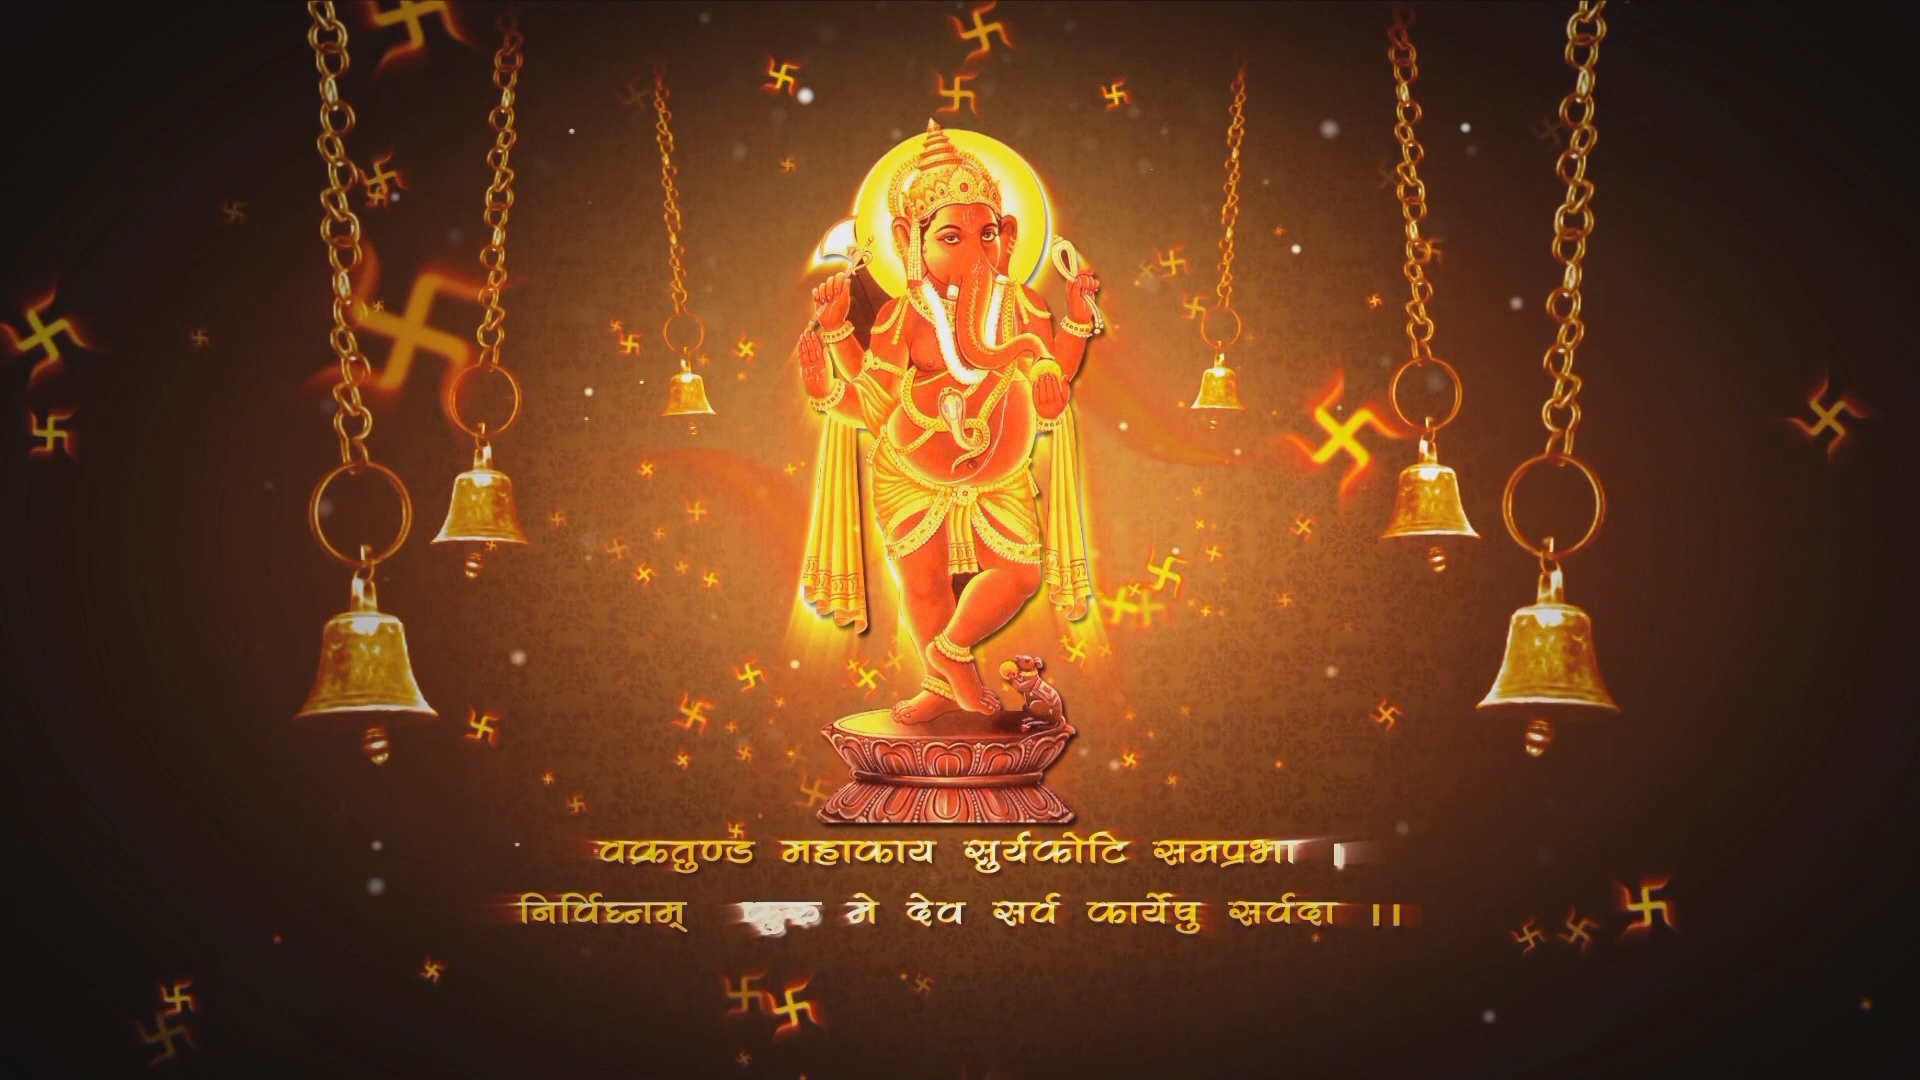 वक्रतुण्ड महाकाय सुर्यकोटि समप्रभा ।
निर्विघ्नम् कुरु मे देव सर्व कार्येषु सर्वदा ।।